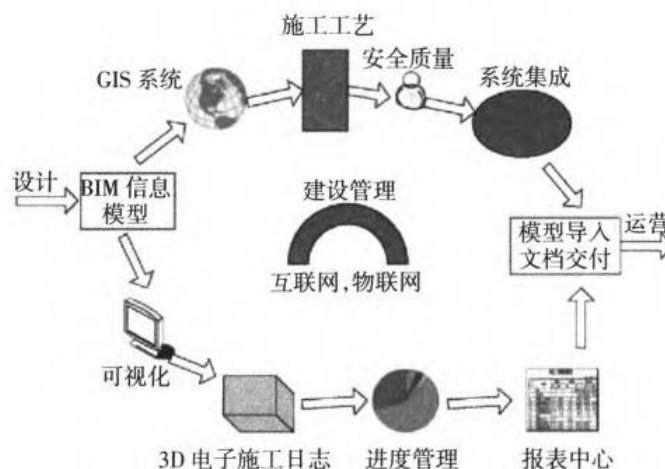 施工工艺
GIS 系统
安全质量
系统集成
设计
BIM 信息
模型
建设管理
互联网,物联网
模型导入
文档交付
运营
可视化
3D 电子施工日志
进度管理
报表中心